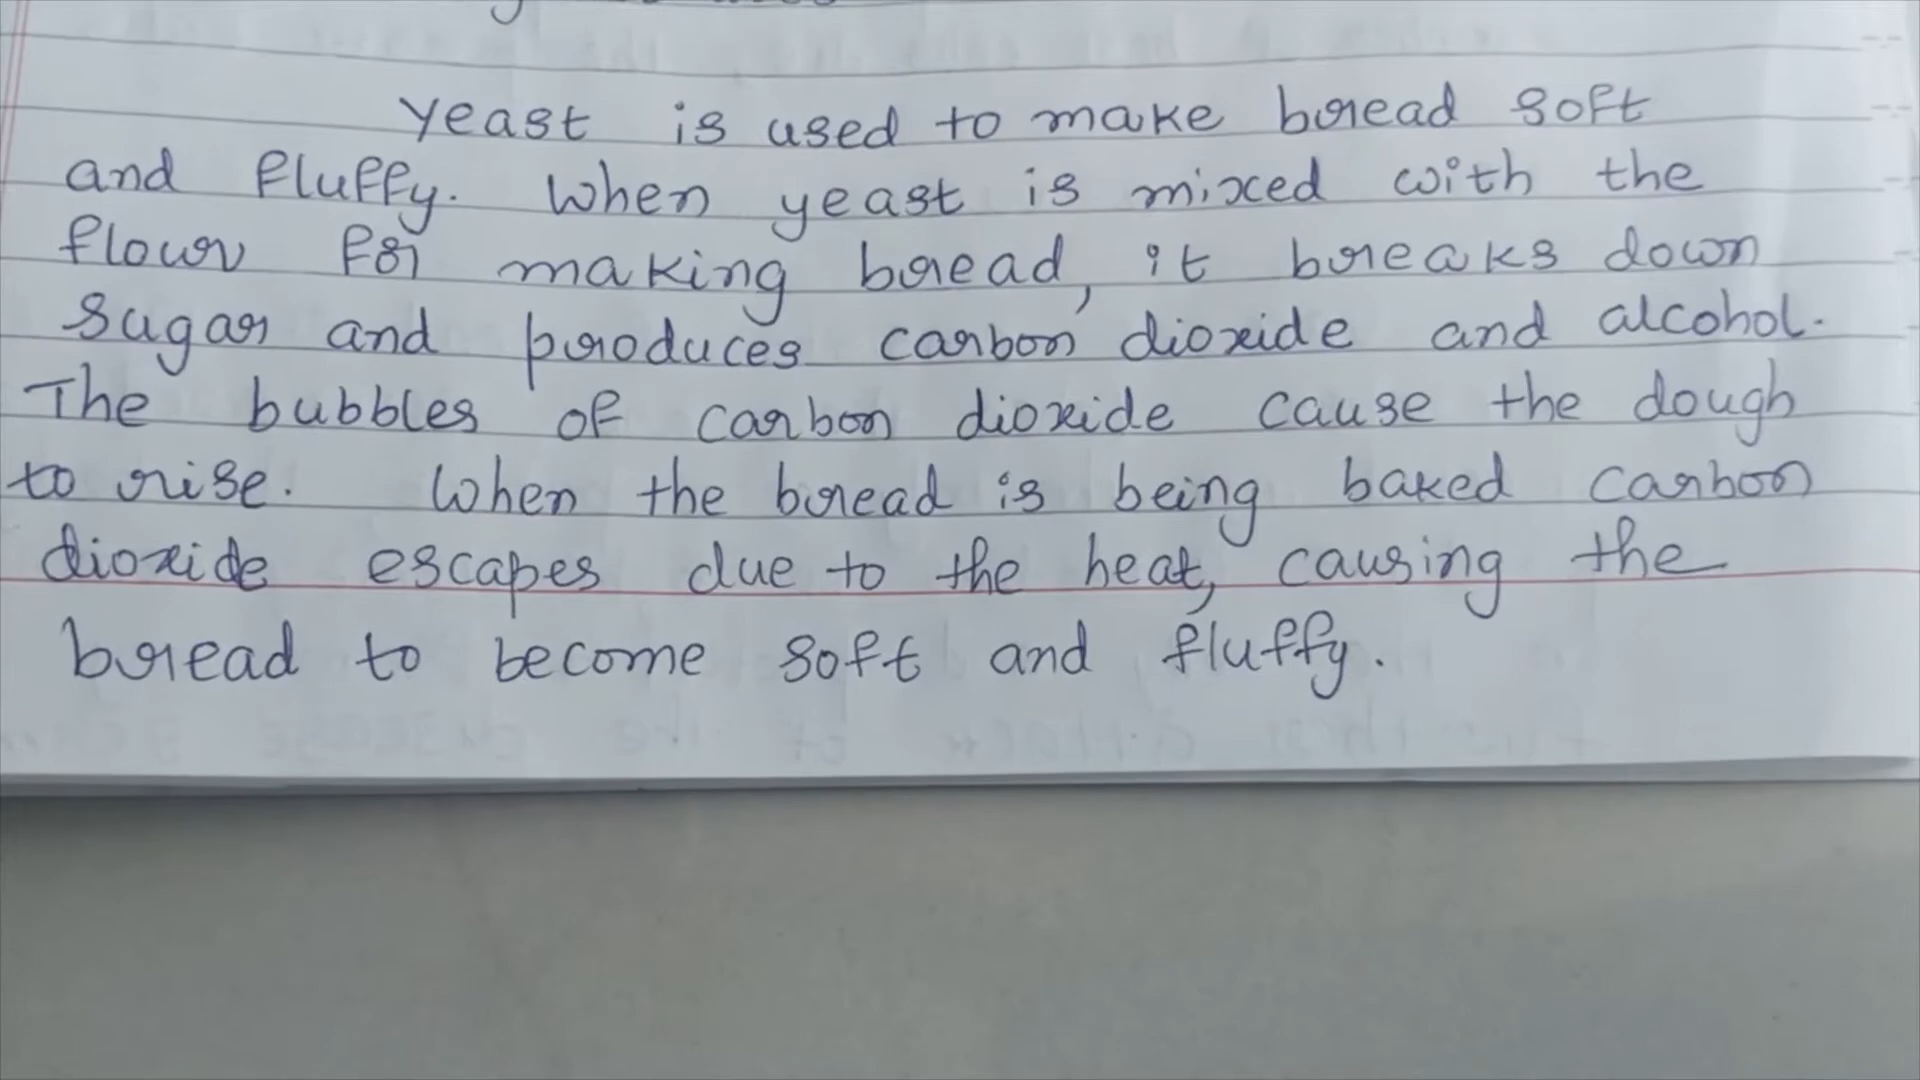 Yeast is used to make bread soft
and fluffy. When yeast is mixed with the
flour for making bread, it breaks down
sugar and produces carbon dioxide and alcohol.
The bubbles of carbon dioxide cause the dough
to rise. When the bread is being baked carbon
dioxide escapes due to the heat, causing the
bread to become soft and fluffy.